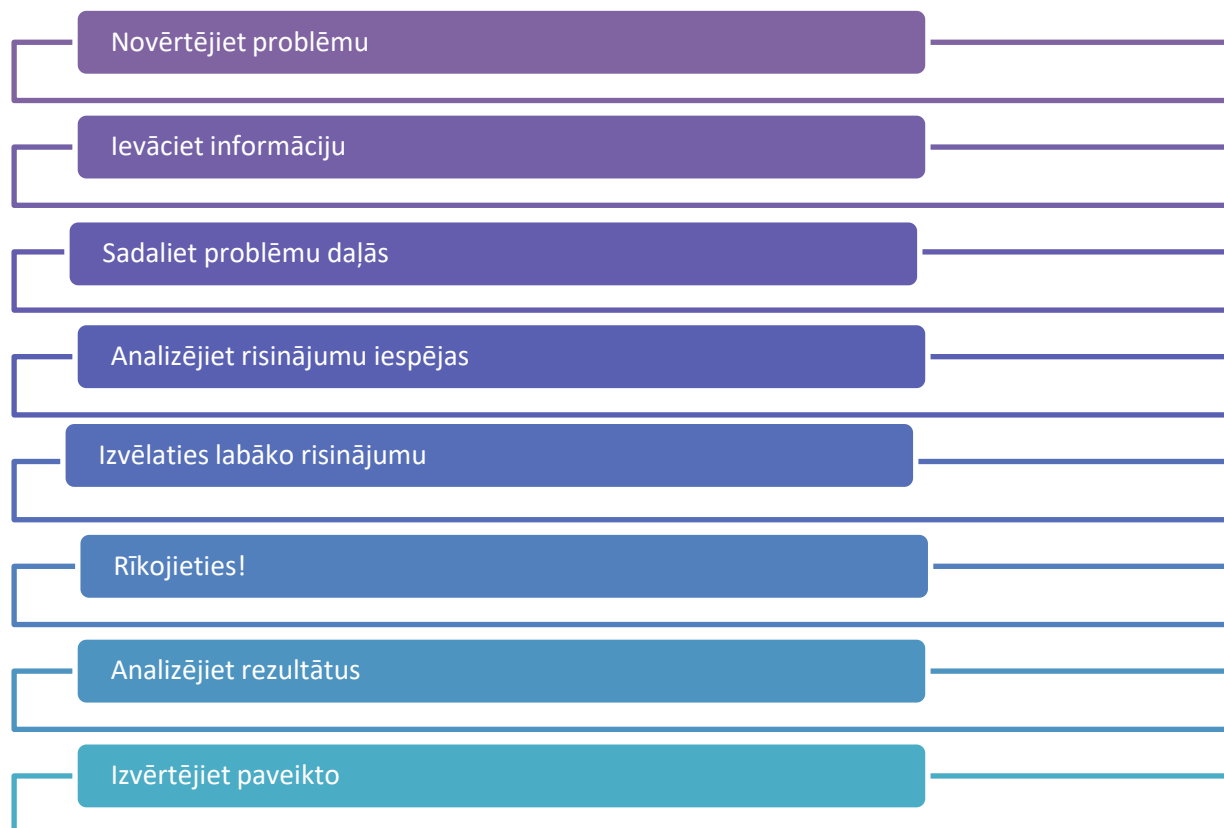 Novērtējiet problēmu
Ievāciet informāciju
Sadaliet problēmu daļās
Analizējiet risinājumu iespējas
Izvēlaties labāko risinājumu
Rīkojieties!
Analizējiet rezultātus
Izvērtējiet paveikto